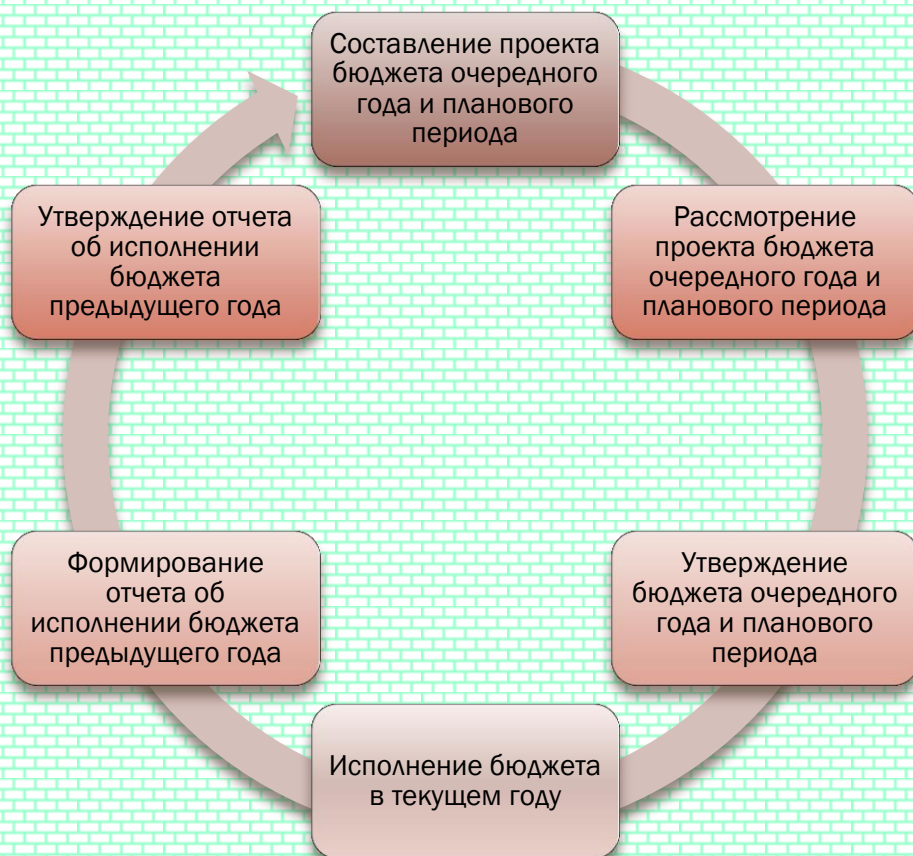 Составление проекта
бюджета очередного
года и планового
периода
Рассмотрение
проекта бюджета
очередного года и
планового периода
Утверждение
бюджета очередного
года и планового
периода
Исполнение бюджета
в текущем году
Формирование
отчета об
исполнении бюджета
предыдущего года
Утверждение отчета
об исполнении
бюджета
предыдущего года